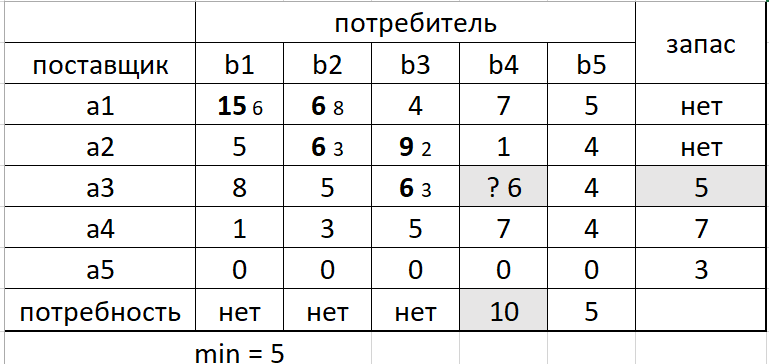 потребитель
запас
поставщик b1 b2 b3 b4 b5
a1 15 6 6 8 4 7 5 нет
a2 5 6 3 9 2 1 4 нет
a3 8 5 6 3 ? 6 4 5
a4 1 3 5 7 4 7
a5 0 0 0 0 0 3
потребность нет нет нет 10 5
min = 5